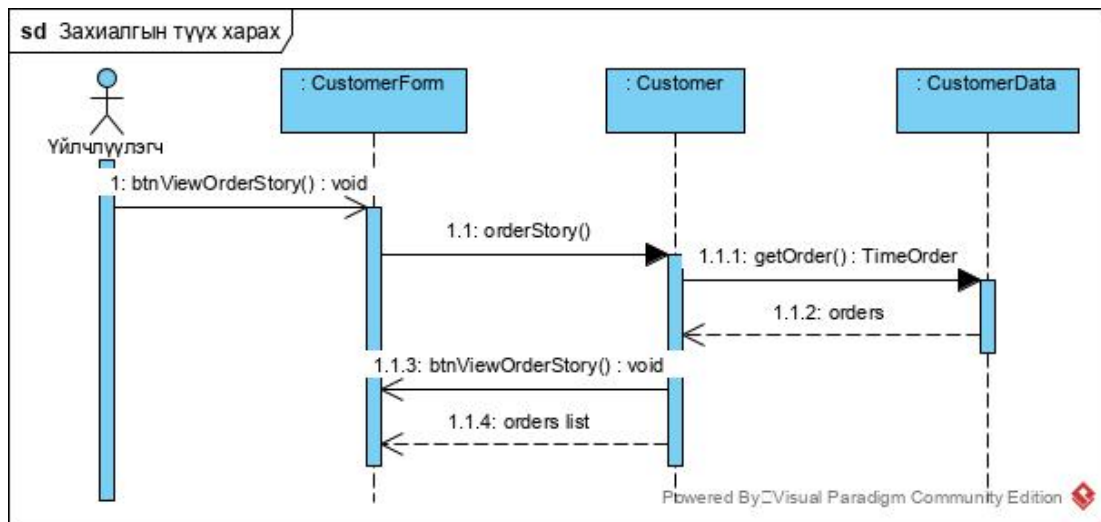 sd Захиалгын түүх харах
: CustomerForm
: Customer
: CustomerData
Үйлчлүүлэгч
1: btnViewOrderStory() : void
1.1: orderStory()
1.1.1: getOrder() : TimeOrder
1.1.2: orders
1.1.3: btnViewOrderStory() : void
1.1.4: orders list
Powered By Visual Paradigm Community Edition